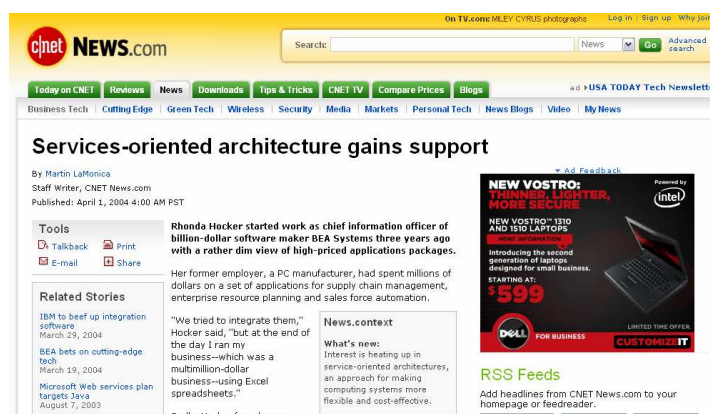 On TV.com: MILEY CYRUS photographs Log in | Sign up Why join
c|net NEWS.com
Search: News Go Advanced search
Today on CNET Reviews News Downloads Tips & Tricks CNET TV Compare Prices Blogs
ad ▸ USA TODAY Tech Newslett
Business Tech | Cutting Edge | Green Tech | Wireless | Security | Media | Markets | Personal Tech | News Blogs | Video | My News
Services-oriented architecture gains support
By Martin LaMonica
Staff Writer, CNET News.com
Published: April 1, 2004 4:00 AM PST
Tools
Talkback Print
E-mail Share
Related Stories
IBM to beef up integration
software
March 29, 2004
BEA bets on cutting-edge
tech
March 19, 2004
Microsoft Web services plan
targets Java
August 7, 2003
Rhonda Hocker started work as chief information officer of
billion-dollar software maker BEA Systems three years ago
with a rather dim view of high-priced applications packages.
Her former employer, a PC manufacturer, had spent millions of
dollars on a set of applications for supply chain management,
enterprise resource planning and sales force automation.
"We tried to integrate them,"
Hocker said, "but at the end of
the day I ran my
business--which was a
multimillion-dollar
business--using Excel
spreadsheets."
News.context
What's new:
Interest is heating up in
service-oriented architectures,
an approach for making
computing systems more
flexible and cost-effective.
▾ Ad Feedback
NEW VOSTRO:
THINNER, LIGHTER,
MORE SECURE
Powered by
intel
NEW VOSTRO™ 1310
AND 1510 LAPTOPS
MORE INFORMATION
Introducing the second
generation of laptops
designed for small business.
STARTING AT:
$599
LIMITED TIME OFFER.
DELL FOR BUSINESS CUSTOMIZE IT
RSS Feeds
Add headlines from CNET News.com to your
homepage or feedreader.